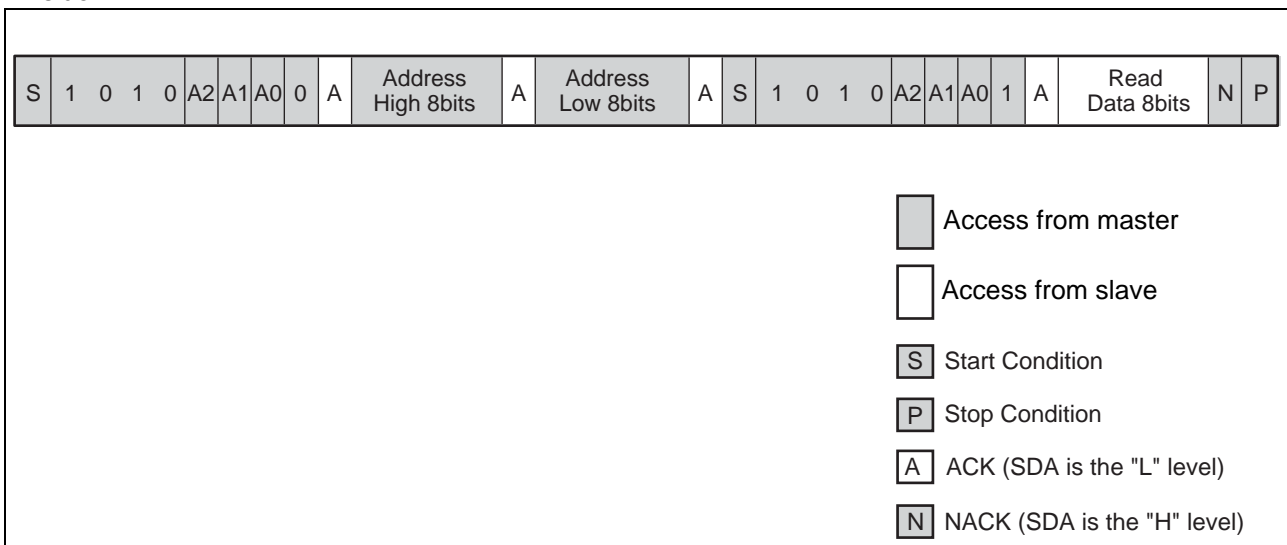 S 1 0 1 0 A2 A1 A0 0 A Address High 8bits A Address Low 8bits A S 1 0 1 0 A2 A1 A0 1 A Read Data 8bits N P
Access from master
Access from slave
S Start Condition
P Stop Condition
A ACK (SDA is the "L" level)
N NACK (SDA is the "H" level)